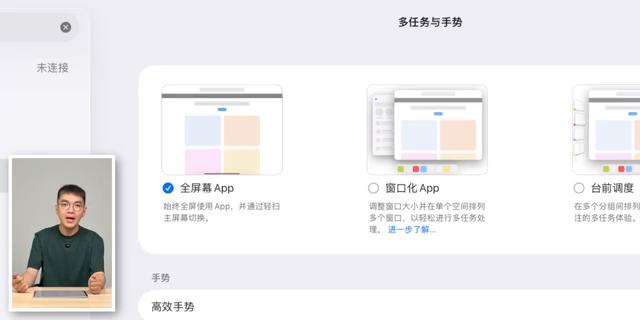 多任务与手势
未连接
全屏幕 App
始终全屏使用 App，并通过轻扫
主屏幕切换。
窗口化 App
调整窗口大小并在单个空间排列
多个窗口，以轻松进行多任务处
理。 进一步了解...
台前调度
在多个分组间排列
注的多任务体验。
手势
高效手势